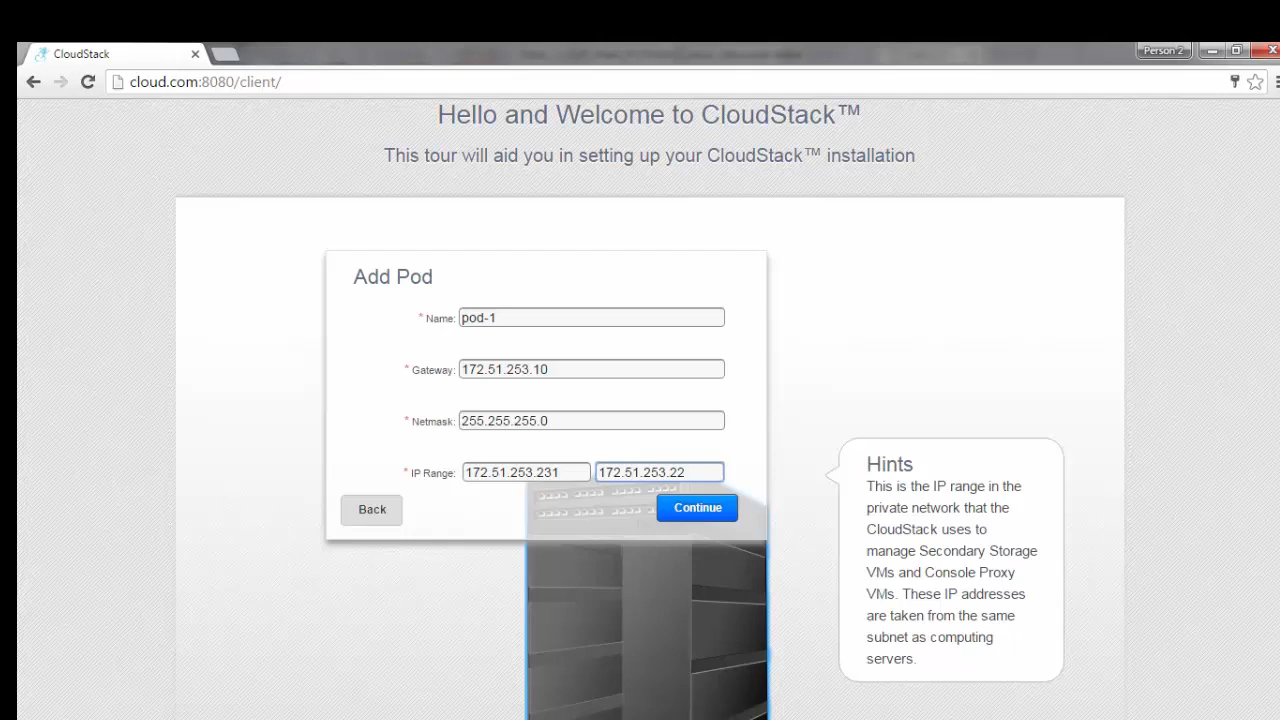 CloudStack
Person 2
cloud.com:8080/client/
Hello and Welcome to CloudStack™
This tour will aid you in setting up your CloudStack™ installation
Add Pod
* Name: pod-1
* Gateway: 172.51.253.10
* Netmask: 255.255.255.0
* IP Range: 172.51.253.231 172.51.253.22
Back
Continue
Hints
This is the IP range in the
private network that the
CloudStack uses to
manage Secondary Storage
VMs and Console Proxy
VMs. These IP addresses
are taken from the same
subnet as computing
servers.